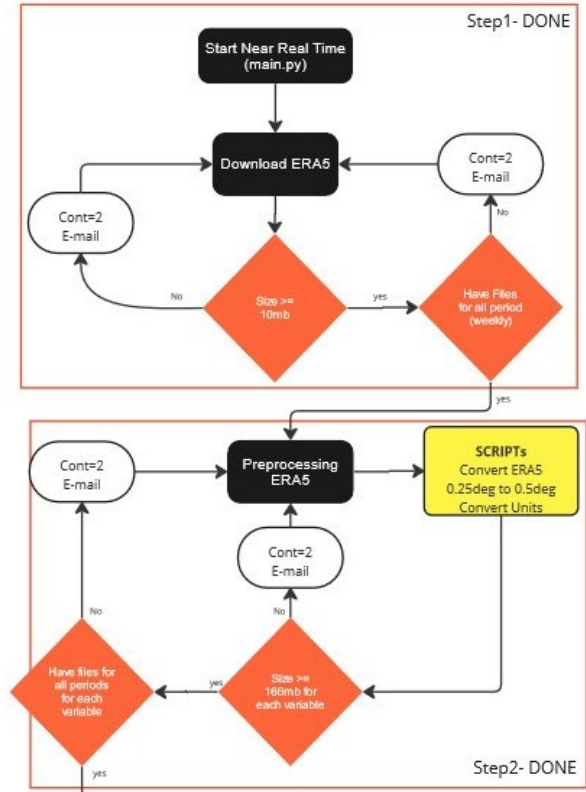 Step1- DONE
Start Near Real Time
(main.py)
Download ERA5
Cont=2
E-mail
Cont=2
E-mail
No
No
Size >=
10mb
yes
Have Files
for all period
(weekly)
yes
Cont=2
E-mail
Preprocessing
ERA5
SCRIPTs
Convert ERA5
0.25deg to 0.5deg
Convert Units
Cont=2
E-mail
No
No
Have files for
all periods
for each
variable
yes
Size >=
166mb for
each variable
yes
Step2- DONE